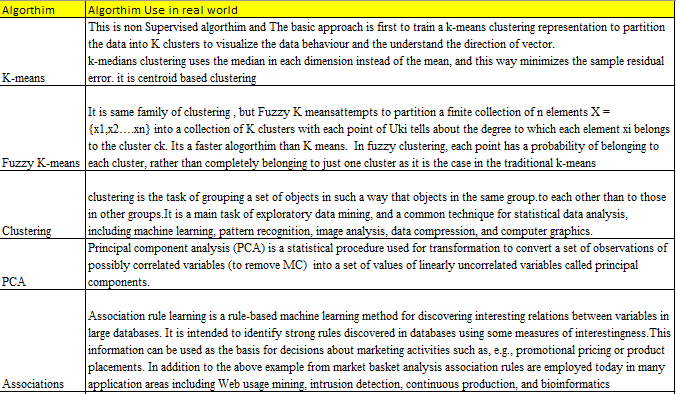 Algorthim Algorthim Use in real world
This is non Supervised algorthim and The basic approach is first to train a k-means clustering representation to partition
the data into K clusters to visualize the data behaviour and the understand the direction of vector.
k-medians clustering uses the median in each dimension instead of the mean, and this way minimizes the sample residual
K-means error. it is centroid based clustering
It is same family of clustering , but Fuzzy K meansattempts to partition a finite collection of n elements X =
{x1,x2….xn} into a collection of K clusters with each point of Uki tells about the degree to which each element xi belongs
to the cluster ck. Its a faster alogorthim than K means. In fuzzy clustering, each point has a probability of belonging to
Fuzzy K-means each cluster, rather than completely belonging to just one cluster as it is the case in the traditional k-means
clustering is the task of grouping a set of objects in such a way that objects in the same group.to each other than to those
in other groups.It is a main task of exploratory data mining, and a common technique for statistical data analysis,
Clustering including machine learning, pattern recognition, image analysis, data compression, and computer graphics.
Principal component analysis (PCA) is a statistical procedure used for transformation to convert a set of observations of
possibly correlated variables (to remove MC) into a set of values of linearly uncorrelated variables called principal
PCA components.
Association rule learning is a rule-based machine learning method for discovering interesting relations between variables in
large databases. It is intended to identify strong rules discovered in databases using some measures of interestingness.This
information can be used as the basis for decisions about marketing activities such as, e.g., promotional pricing or product
placements. In addition to the above example from market basket analysis association rules are employed today in many
Associations application areas including Web usage mining, intrusion detection, continuous production, and bioinformatics